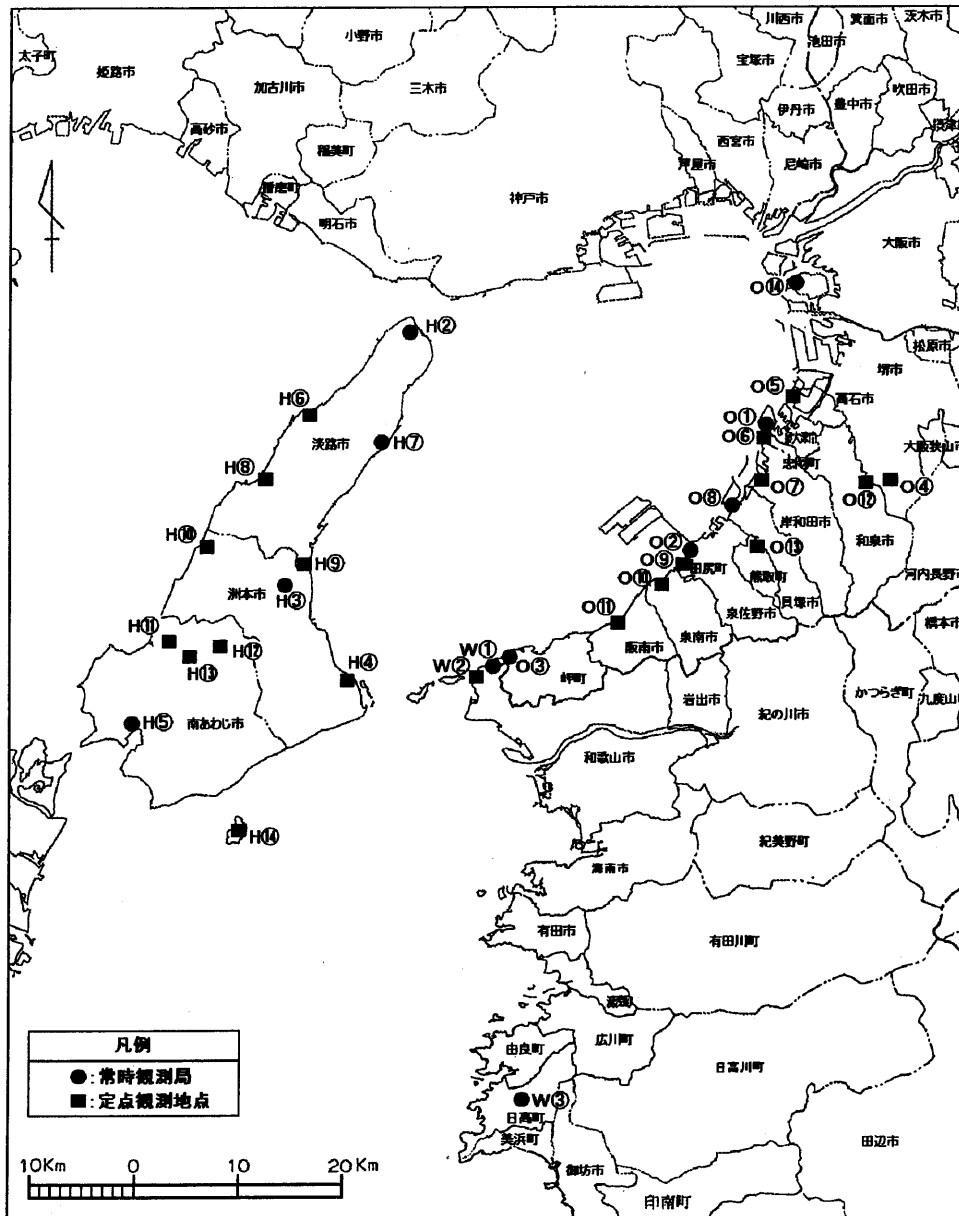 川西市
箕面市
茨木市
小野市
太子町
姫路市
加古川市
三木市
宝塚市
池田市
吹田市
伊丹市
豊中市
高砂市
稲美町
西宮市
芦屋市
尼崎市
播磨町
明石市
神戸市
大阪市
O⑭
H②
松原市
堺市
O⑤
高石市
H⑥
O①
淡路市
H⑦
O⑥
忠岡町
大阪狭山市
H⑧
O⑦
O⑫
O④
O⑧
岸和田市
和泉市
H⑩
O②
O⑬
H⑨
O⑨
田尻町
熊取町
河内長野市
洲本市
H③
O⑩
泉佐野市
貝塚市
H⑪
O⑪
橋本市
H⑫
阪南市
泉南市
H⑬
W①
O③
W②
H④
岬町
岩出市
かつらぎ町
九度山
H⑤
南あわじ市
紀の川市
和歌山市
H⑭
紀美野町
海南市
有田市
有田川町
湯浅町
凡例
●:常時観測局
■:定点観測地点
由良町
広川町
日高川町
W③
日高町
美浜町
田辺市
10Km 0 10 20Km
御坊市
印南町